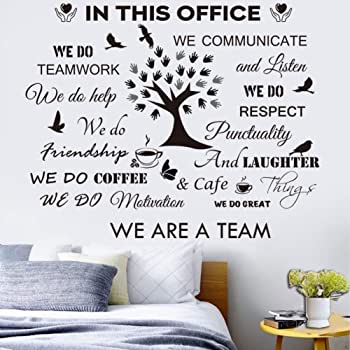 IN THIS OFFICE
WE DO
TEAMWORK
WE COMMUNICATE
and Listen
We do help
WE DO
RESPECT
We do
Friendship
Punctuality
And LAUGHTER
WE DO COFFEE
& Cafe
Things
WE DO
Motivation
WE DO GREAT
WE ARE A TEAM